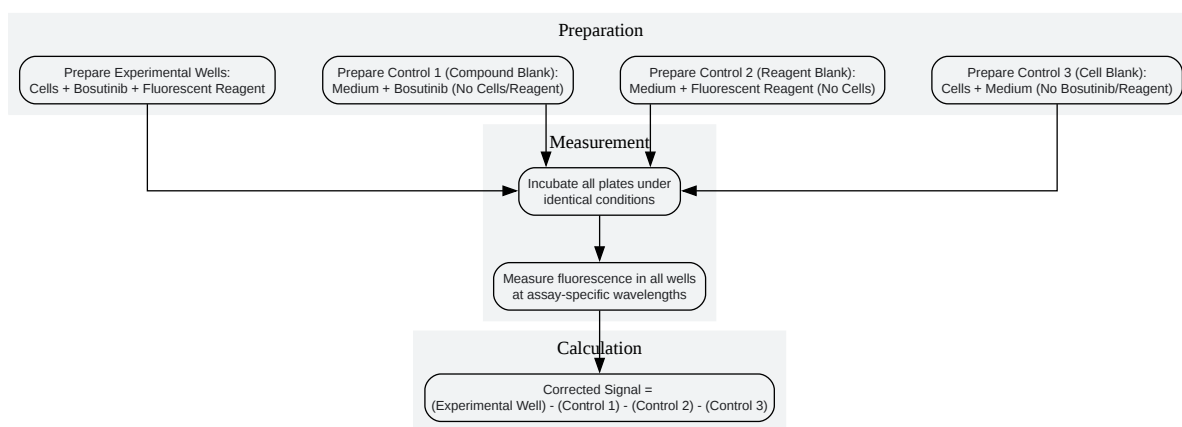 Preparation
Prepare Experimental Wells:
Cells + Bosutinib + Fluorescent Reagent
Prepare Control 1 (Compound Blank):
Medium + Bosutinib (No Cells/Reagent)
Prepare Control 2 (Reagent Blank):
Medium + Fluorescent Reagent (No Cells)
Prepare Control 3 (Cell Blank):
Cells + Medium (No Bosutinib/Reagent)
Measurement
Incubate all plates under
identical conditions
Measure fluorescence in all wells
at assay-specific wavelengths
Calculation
Corrected Signal =
(Experimental Well) - (Control 1) - (Control 2) - (Control 3)